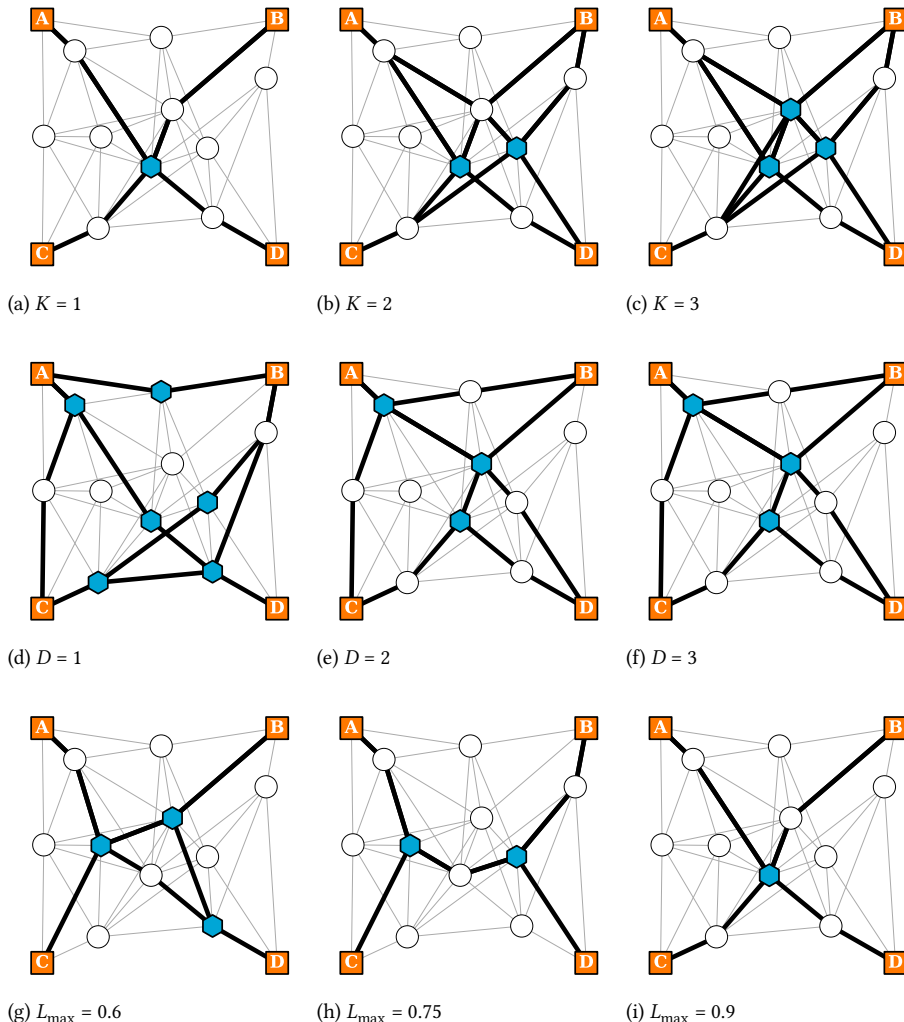 A B A B A B
C D C D C D
(a) K = 1 (b) K = 2 (c) K = 3
A B A B A B
C D C D C D
(d) D = 1 (e) D = 2 (f) D = 3
A B A B A B
C D C D C D
(g) Lmax = 0.6 (h) Lmax = 0.75 (i) Lmax = 0.9